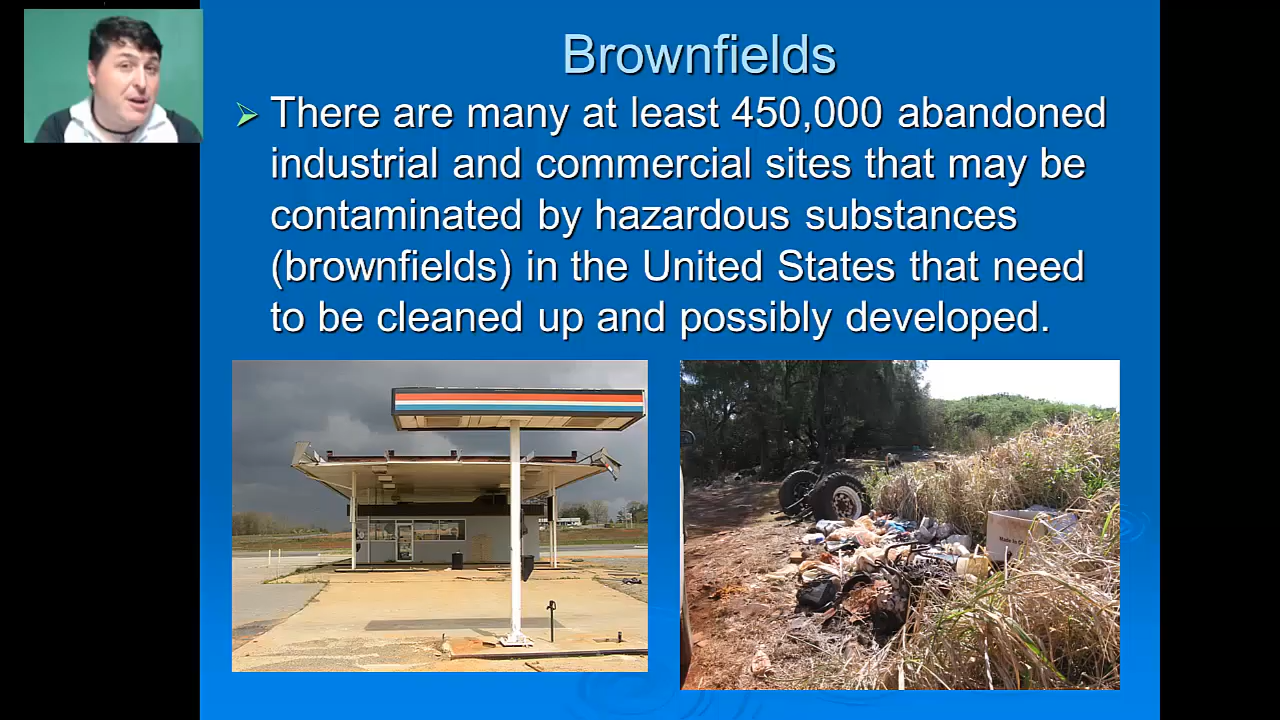 Brownfields
There are many at least 450,000 abandoned
industrial and commercial sites that may be
contaminated by hazardous substances
(brownfields) in the United States that need
to be cleaned up and possibly developed.